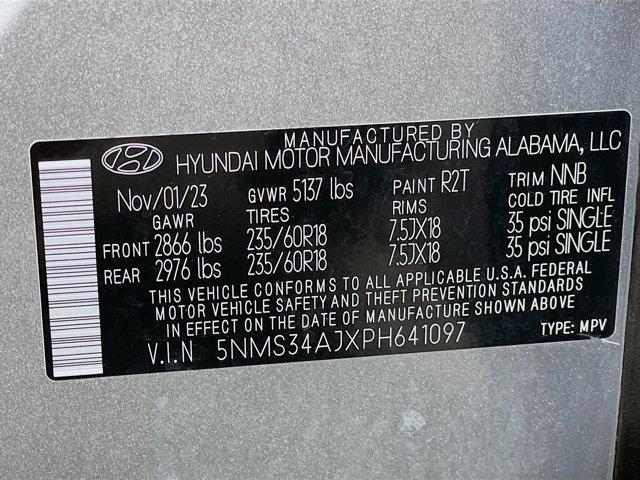 MANUFACTURED BY
HYUNDAI MOTOR MANUFACTURING ALABAMA, LLC
Nov/01/23 GVWR 5137 lbs PAINT R2T TRIM NNB
GAWR TIRES RIMS COLD TIRE INFL
FRONT 2866 lbs 235/60R18 7.5JX18 35 psi SINGLE
REAR 2976 lbs 235/60R18 7.5JX18 35 psi SINGLE
THIS VEHICLE CONFORMS TO ALL APPLICABLE U.S.A. FEDERAL
MOTOR VEHICLE SAFETY AND THEFT PREVENTION STANDARDS
IN EFFECT ON THE DATE OF MANUFACTURE SHOWN ABOVE
V.I.N 5NMS34AJXPH641097 TYPE: MPV